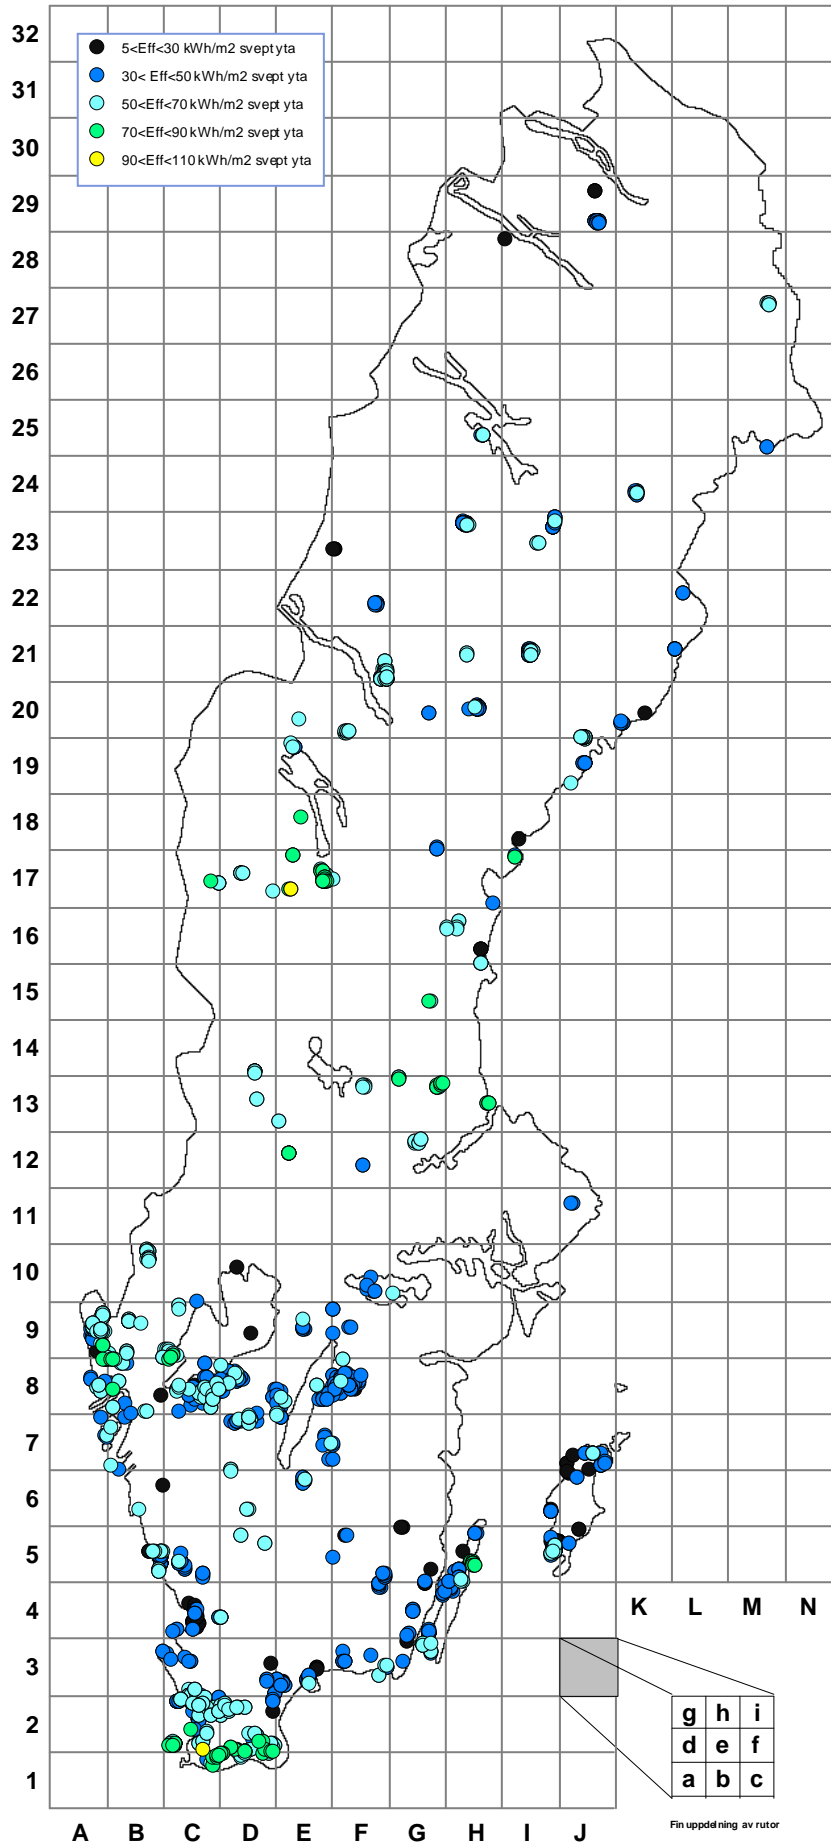 32
5<Eff<30 kWh/m2 svept yta
30< Eff<50 kWh/m2 svept yta
31
50<Eff<70 kWh/m2 svept yta
70<Eff<90 kWh/m2 svept yta
30
90<Eff<110 kWh/m2 svept yta
29
28
27
26
25
24
23
22
21
20
19
18
17
16
15
14
13
12
11
10
9
8
7
6
5
4
K L M N
3
g h i
2
d e f
a b c
1
Fin uppdelning av rutor
A B C D E F G H I J